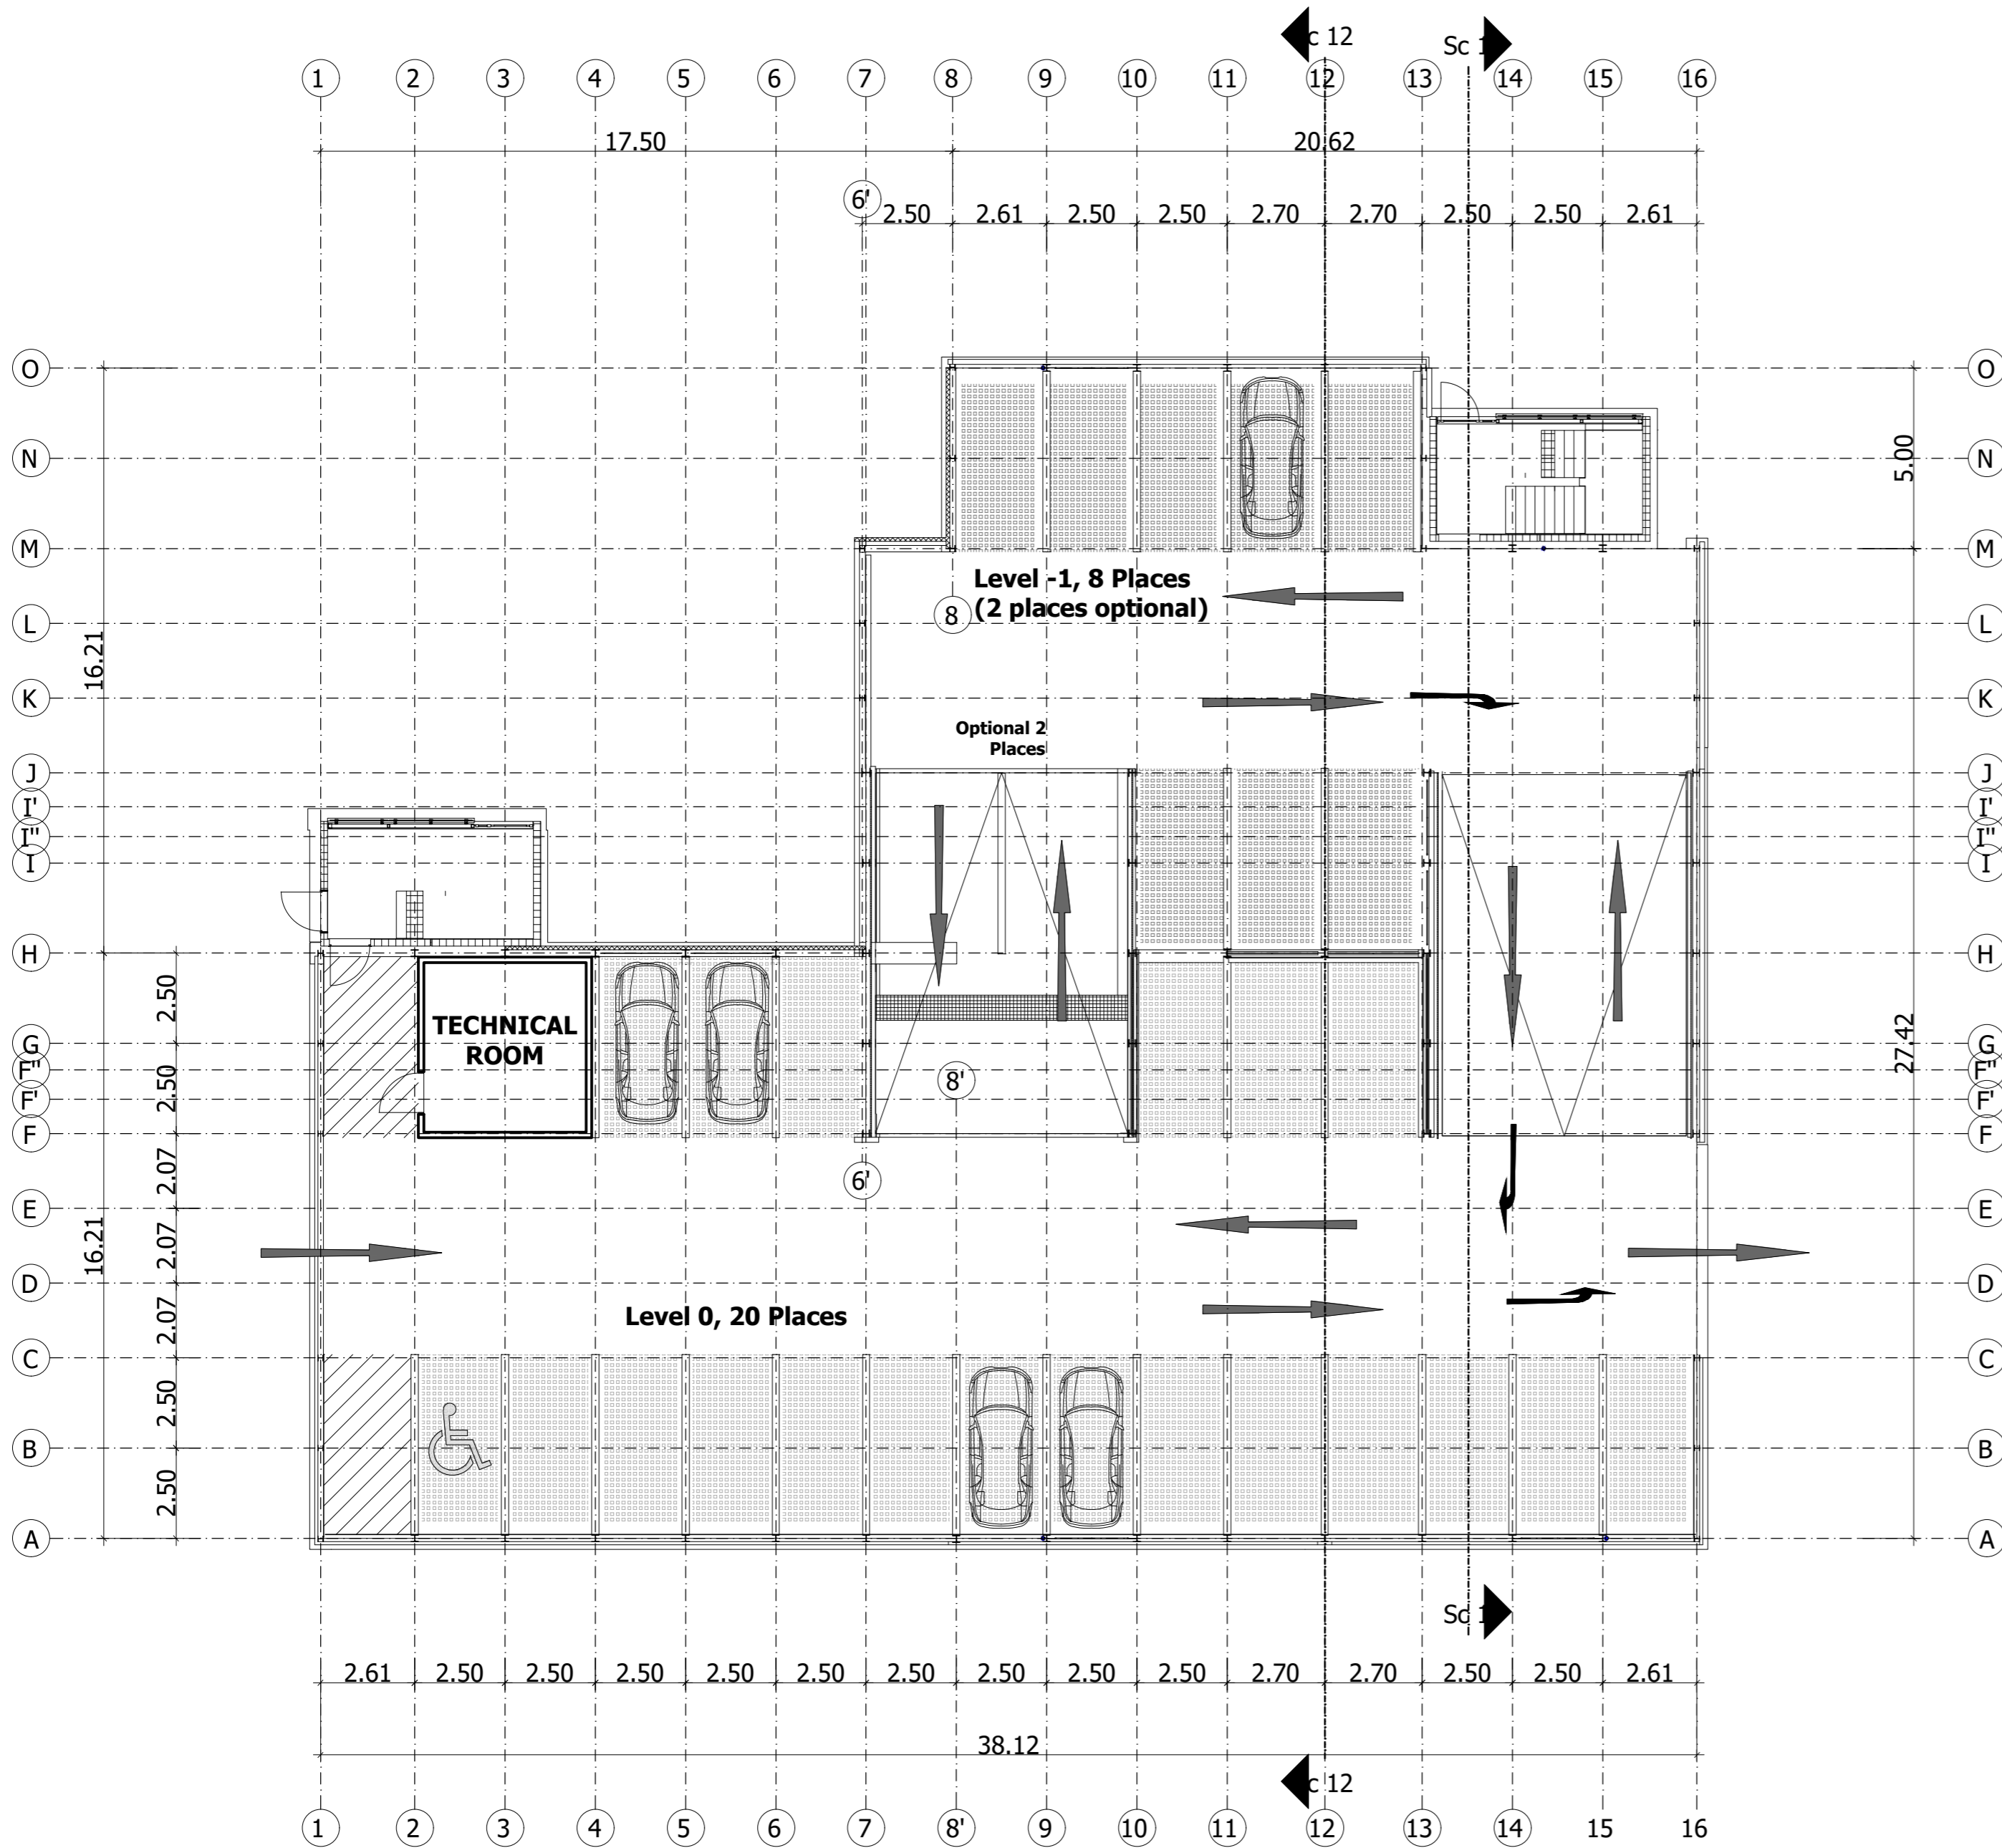 c 12
Sc 1
1 2 3 4 5 6 7 8 9 10 11 12 13 14 15 16
17.50 20.62
6'
2.50 2.61 2.50 2.50 2.70 2.70 2.50 2.50 2.61
O O
N 5.00 N
M M
Level -1, 8 Places
(2 places optional)
8
L L
16.21
K K
Optional 2
Places
J J
I' I'
I" I"
I I
H H
2.50
TECHNICAL
ROOM
G G
27.42
F" F"
2.50
8'
F' F'
F F
2.07
6'
E E
16.21
2.07
D D
2.07
Level 0, 20 Places
C C
2.50
B B
2.50
A A
Sc 1
2.61 2.50 2.50 2.50 2.50 2.50 2.50 2.50 2.50 2.50 2.70 2.70 2.50 2.50 2.61
38.12
c 12
1 2 3 4 5 6 7 8' 9 10 11 12 13 14 15 16